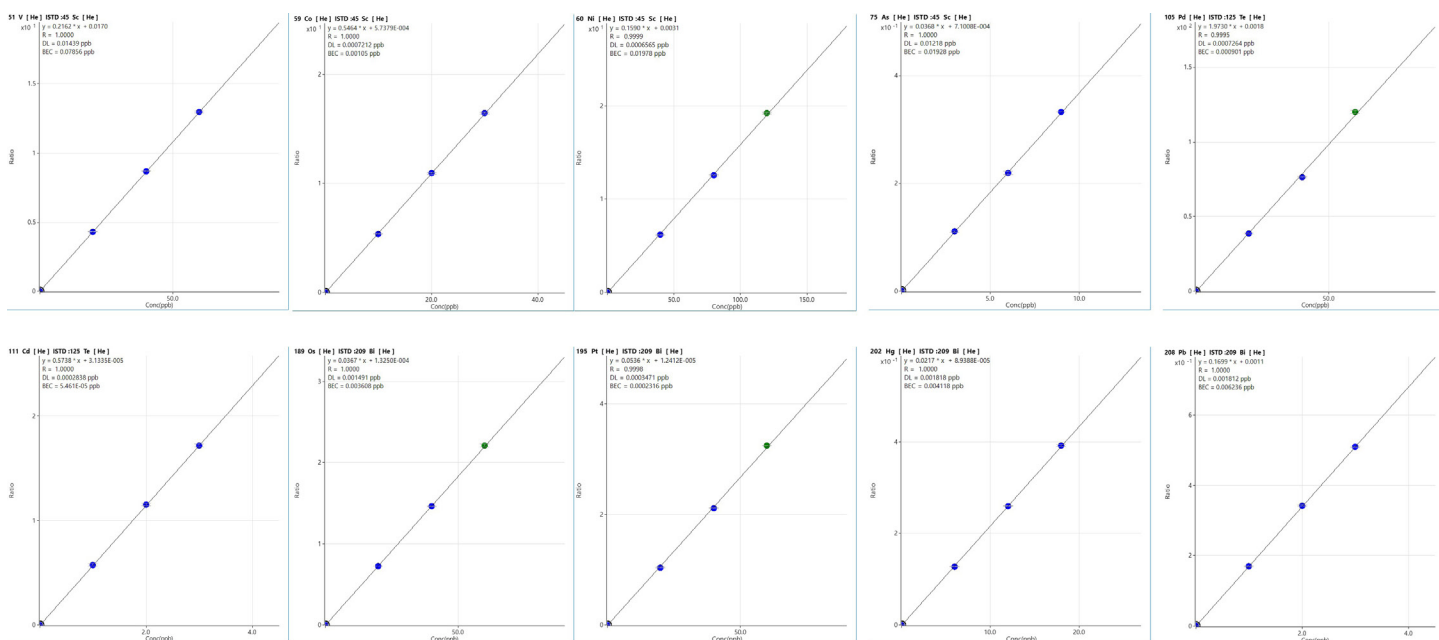 51 V [He] ISTD :45 Sc [He]
x10 1
y = 0.2162 * x + 0.0170
R = 1.0000
DL = 0.01439 ppb
BEC = 0.07856 ppb
1.5
1
0.5
0
Ratio
50.0
Conc(ppb)
59 Co [He] ISTD :45 Sc [He]
x10 1
y = 0.5464 * x + 5.7379E-004
R = 1.0000
DL = 0.0007212 ppb
BEC = 0.00105 ppb
2
1
0
Ratio
20.0 40.0
Conc(ppb)
60 Ni [He] ISTD :45 Sc [He]
x10 1
y = 0.1590 * x + 0.0031
R = 0.9999
DL = 0.0006565 ppb
BEC = 0.01978 ppb
2
1
0
Ratio
50.0 100.0 150.0
Conc(ppb)
75 As [He] ISTD :45 Sc [He]
x10 -1
y = 0.0368 * x + 7.1008E-004
R = 1.0000
DL = 0.01218 ppb
BEC = 0.01928 ppb
4
2
0
Ratio
5.0 10.0
Conc(ppb)
105 Pd [He] ISTD :125 Te [He]
x10 2
y = 1.9730 * x + 0.0018
R = 0.9995
DL = 0.0007264 ppb
BEC = 0.000901 ppb
1.5
1
0.5
0
Ratio
50.0
Conc(ppb)
111 Cd [He] ISTD :125 Te [He]
y = 0.5738 * x + 3.1335E-005
R = 1.0000
DL = 0.0002838 ppb
BEC = 5.461E-05 ppb
2
1
0
Ratio
2.0 4.0
Conc(ppb)
189 Os [He] ISTD :209 Bi [He]
y = 0.0367 * x + 1.3250E-004
R = 1.0000
DL = 0.001491 ppb
BEC = 0.003608 ppb
3
2
1
0
Ratio
50.0
Conc(ppb)
195 Pt [He] ISTD :209 Bi [He]
y = 0.0536 * x + 1.2412E-005
R = 0.9998
DL = 0.0003471 ppb
BEC = 0.0002316 ppb
4
2
0
Ratio
50.0
Conc(ppb)
202 Hg [He] ISTD :209 Bi [He]
x10 -1
y = 0.0217 * x + 8.9388E-005
R = 1.0000
DL = 0.001818 ppb
BEC = 0.004118 ppb
4
2
0
Ratio
10.0 20.0
Conc(ppb)
208 Pb [He] ISTD :209 Bi [He]
x10 -1
y = 0.1699 * x + 0.0011
R = 1.0000
DL = 0.001812 ppb
BEC = 0.006236 ppb
6
4
2
0
Ratio
2.0 4.0
Conc(ppb)